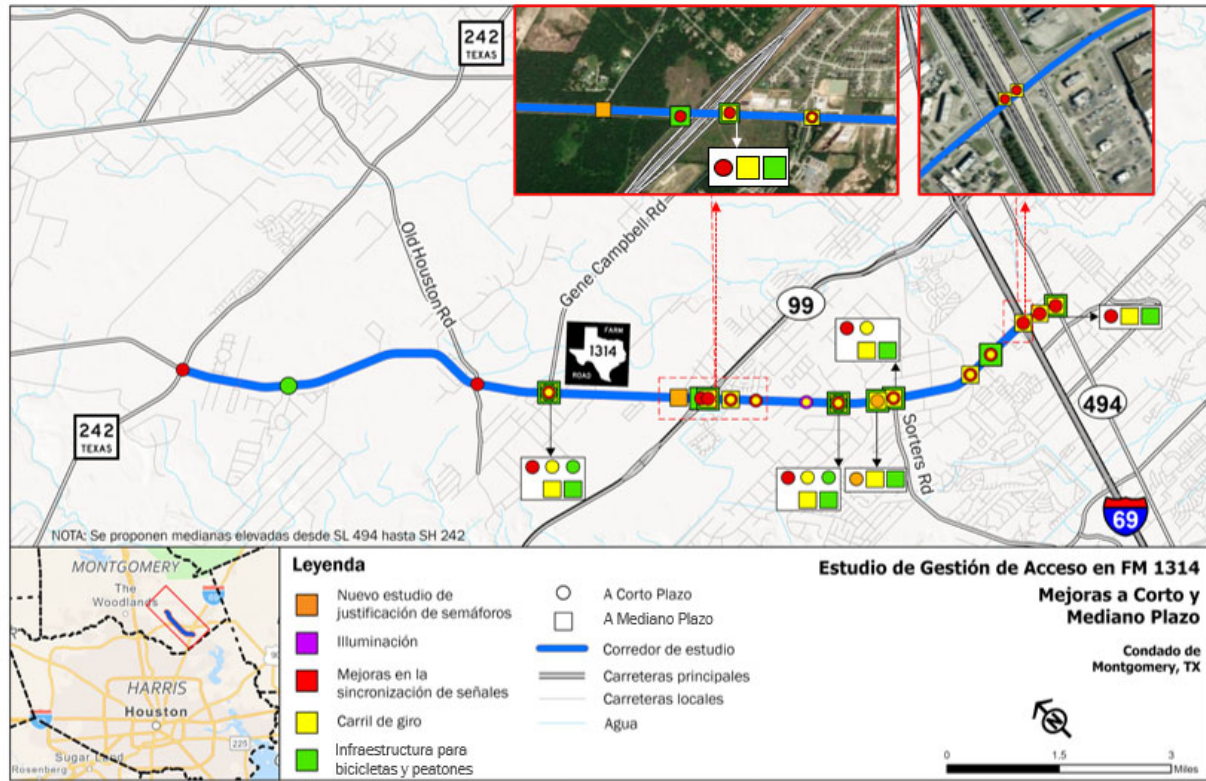 242
TEXAS
Old Houston Rd
Gene Campbell Rd
FARM
1314
ROAD
99
Sorters Rd
494
69
242
TEXAS
NOTA: Se proponen medianas elevadas desde SL 494 hasta SH 242
MONTGOMERY
The
Woodlands
HARRIS
Houston
Sugar Land
Rosenberg
225
90
Leyenda
Nuevo estudio de
justificación de semáforos
Illuminación
Mejoras en la
sincronización de señales
Carril de giro
Infraestructura para
bicicletas y peatones
A Corto Plazo
A Mediano Plazo
Corredor de estudio
Carreteras principales
Carreteras locales
Agua
Estudio de Gestión de Acceso en FM 1314
Mejoras a Corto y
Mediano Plazo
Condado de
Montgomery, TX
N
0 1.5 3
Miles